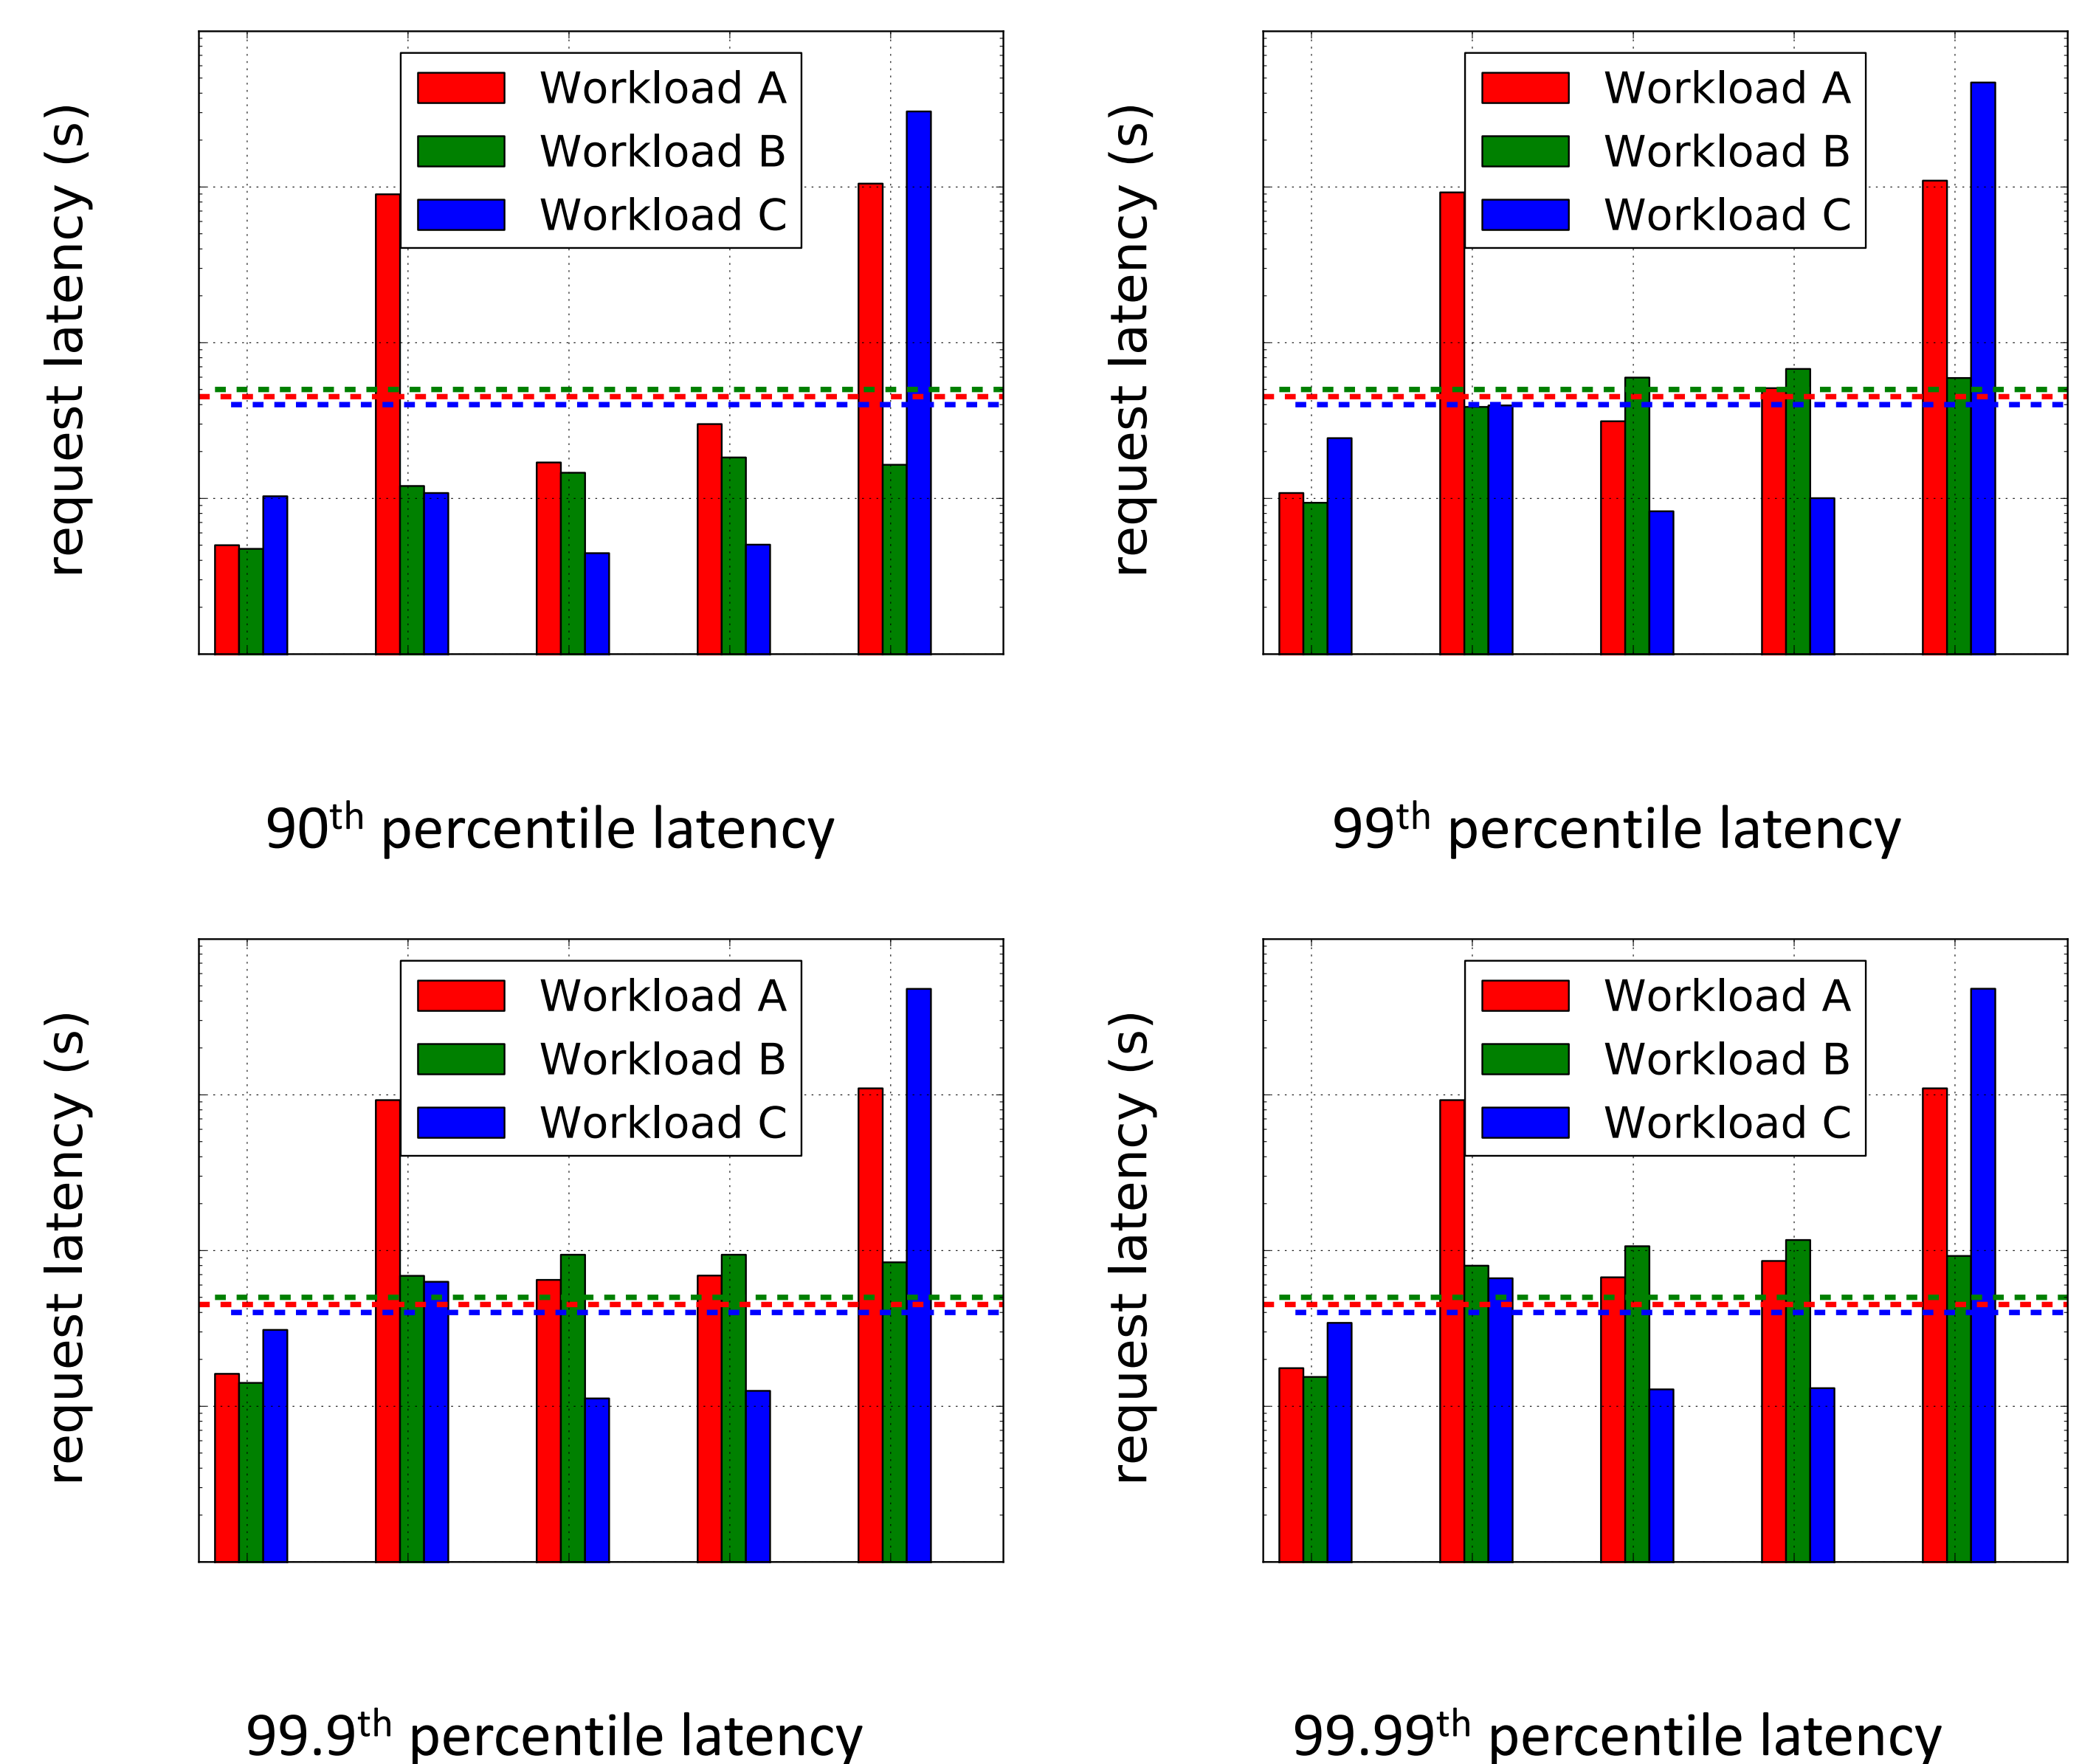 request latency (s)
Workload A
Workload B
Workload C
90th percentile latency
request latency (s)
Workload A
Workload B
Workload C
99th percentile latency
request latency (s)
Workload A
Workload B
Workload C
99.9th percentile latency
request latency (s)
Workload A
Workload B
Workload C
99.99th percentile latency